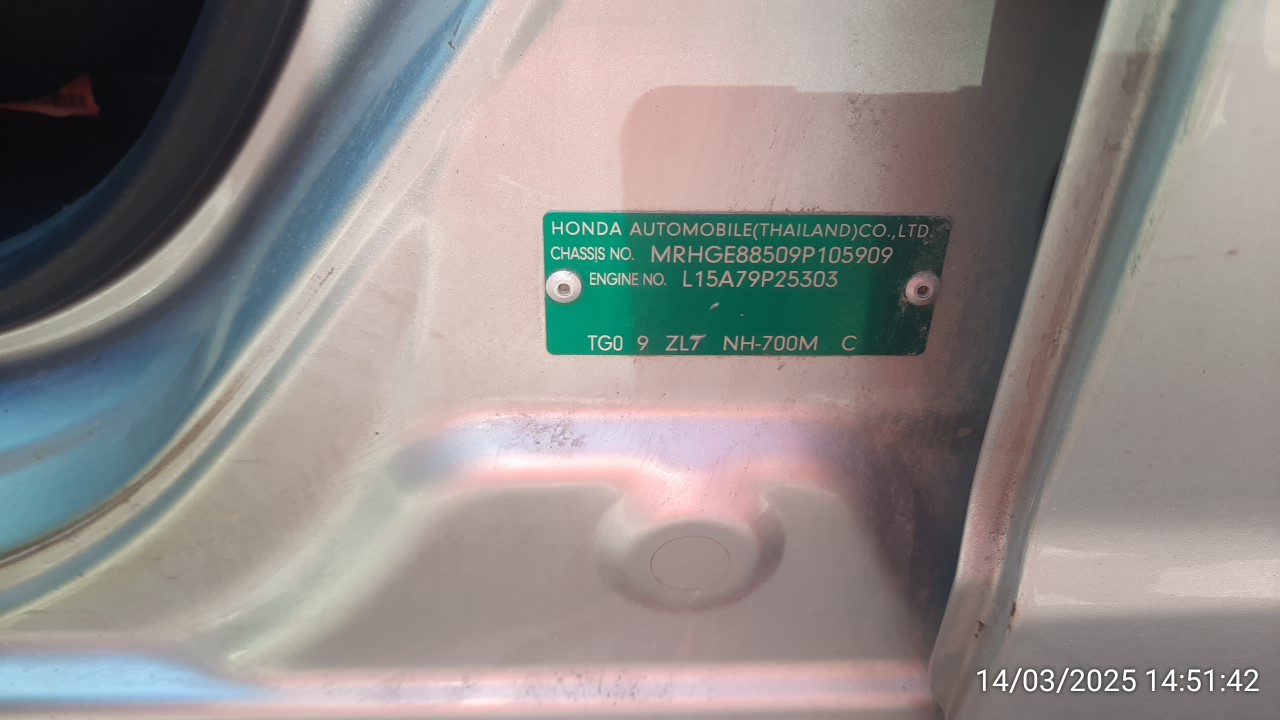 HONDA AUTOMOBILE(THAILAND)CO.,LTD.
CHASSIS NO. MRHGE88509P105909
ENGINE NO. L15A79P25303
TG0 9 ZLT NH-700M C
14/03/2025 14:51:42